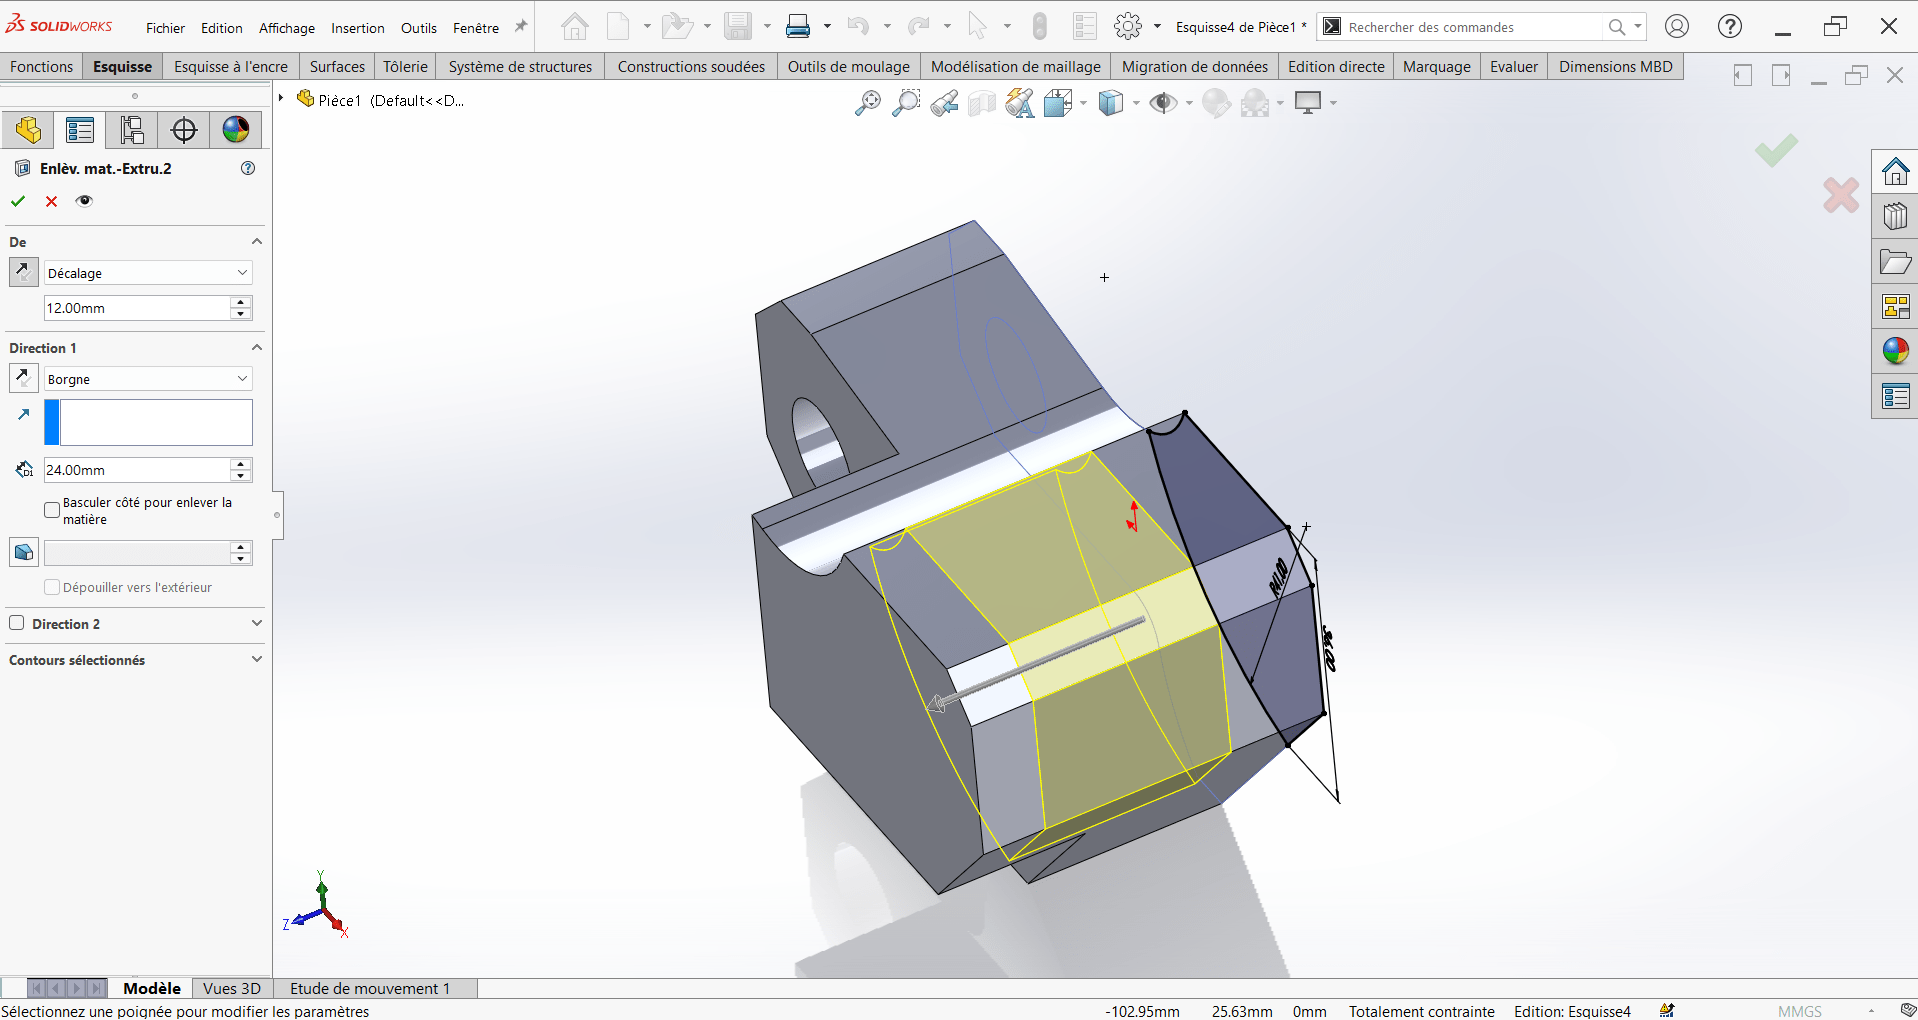 SOLIDWORKS Fichier Edition Affichage Insertion Outils Fenêtre Esquisse4 de Pièce1 * Rechercher des commandes
Fonctions Esquisse Esquisse à l'encre Surfaces Tôlerie Système de structures Constructions soudées Outils de moulage Modélisation de maillage Migration de données Edition directe Marquage Evaluer Dimensions MBD
Pièce1 (Default<<D...
Enlèv. mat.-Extru.2
De
Décalage
12.00mm
Direction 1
Borgne
D1
24.00mm
Basculer côté pour enlever la
matière
Dépouiller vers l'extérieur
Direction 2
Contours sélectionnés
R47,00
Y
Z
X
Modèle Vues 3D Etude de mouvement 1
Sélectionnez une poignée pour modifier les paramètres -102.95mm 25.63mm 0mm Totalement contrainte Edition: Esquisse4 MMGS